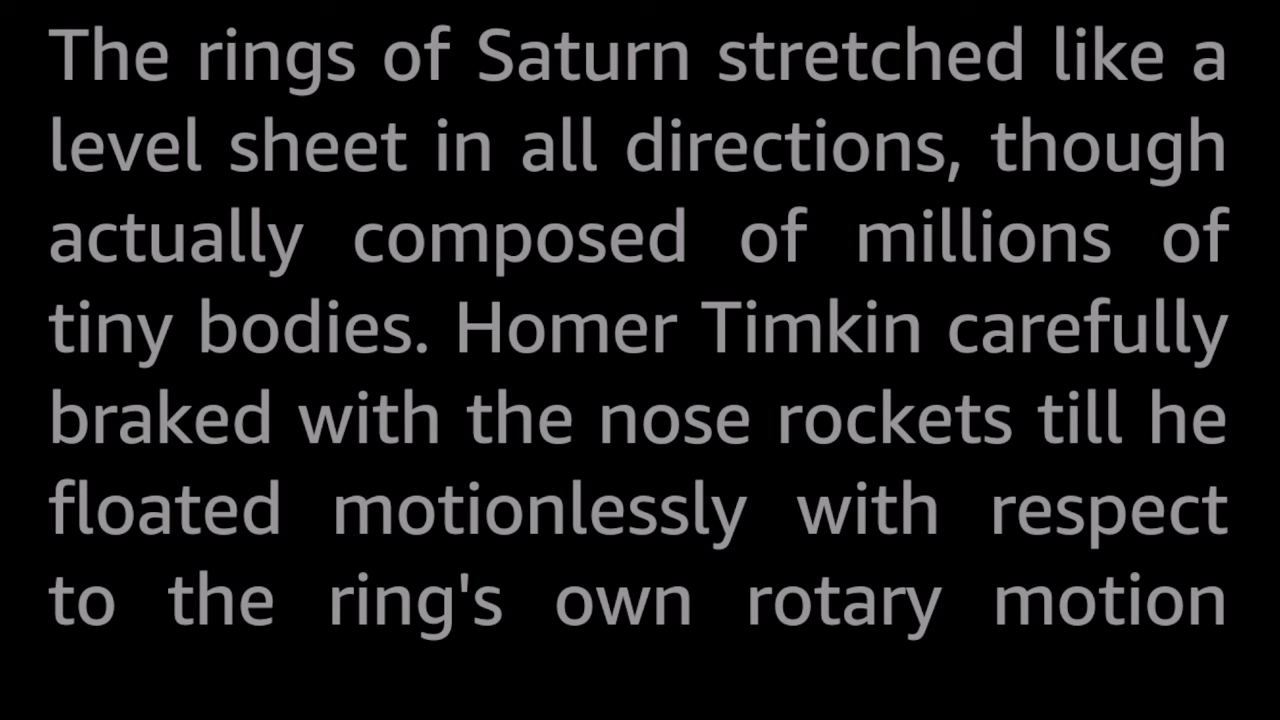 The rings of Saturn stretched like a
level sheet in all directions, though
actually composed of millions of
tiny bodies. Homer Timkin carefully
braked with the nose rockets till he
floated motionlessly with respect
to the ring's own rotary motion